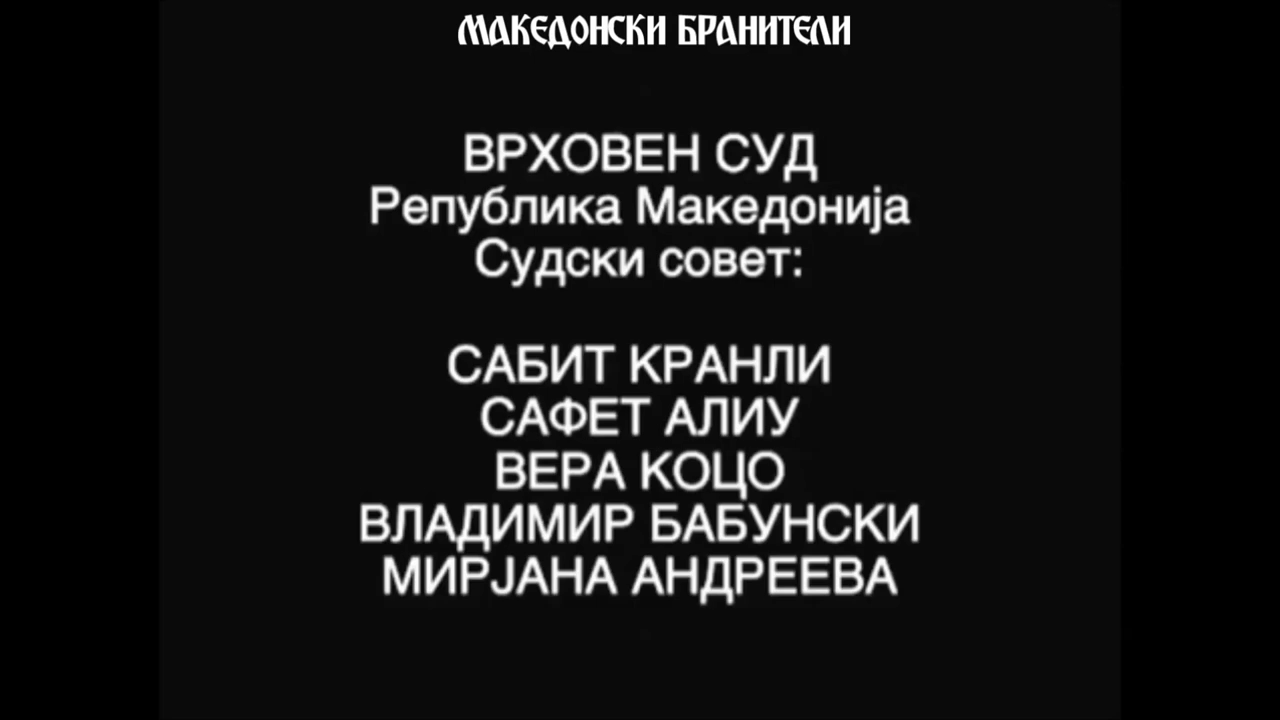 МАКЕДОНСКИ БРАНИТЕЛИ
ВРХОВЕН СУД
Република Македонија
Судски совет:
САБИТ КРАНЛИ
САФЕТ АЛИУ
ВЕРА КОЦО
ВЛАДИМИР БАБУНСКИ
МИРЈАНА АНДРЕЕВА